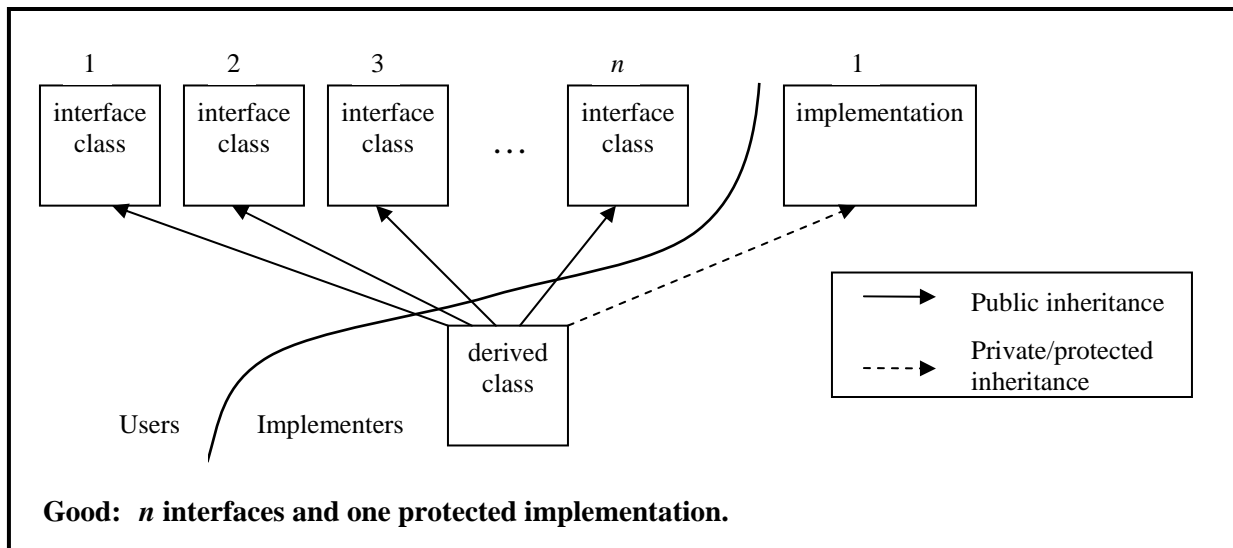 1
2
3
n
1
interface
class
interface
class
interface
class
…
interface
class
implementation
Public inheritance
Private/protected
inheritance
derived
class
Users
Implementers
Good: n interfaces and one protected implementation.